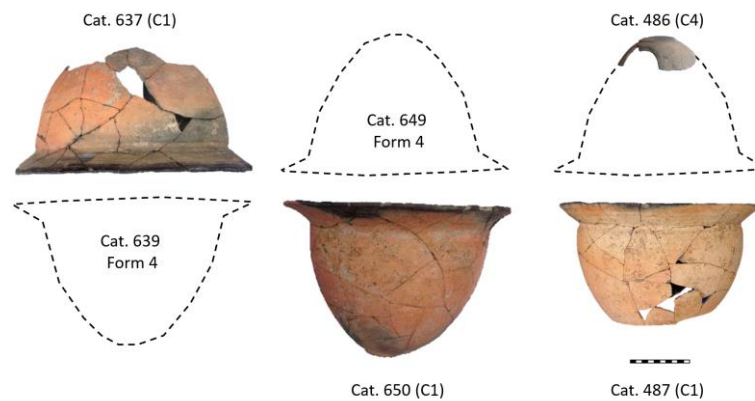 Cat. 637 (C1)
Cat. 486 (C4)
Cat. 649
Form 4
Cat. 639
Form 4
Cat. 650 (C1)
Cat. 487 (C1)